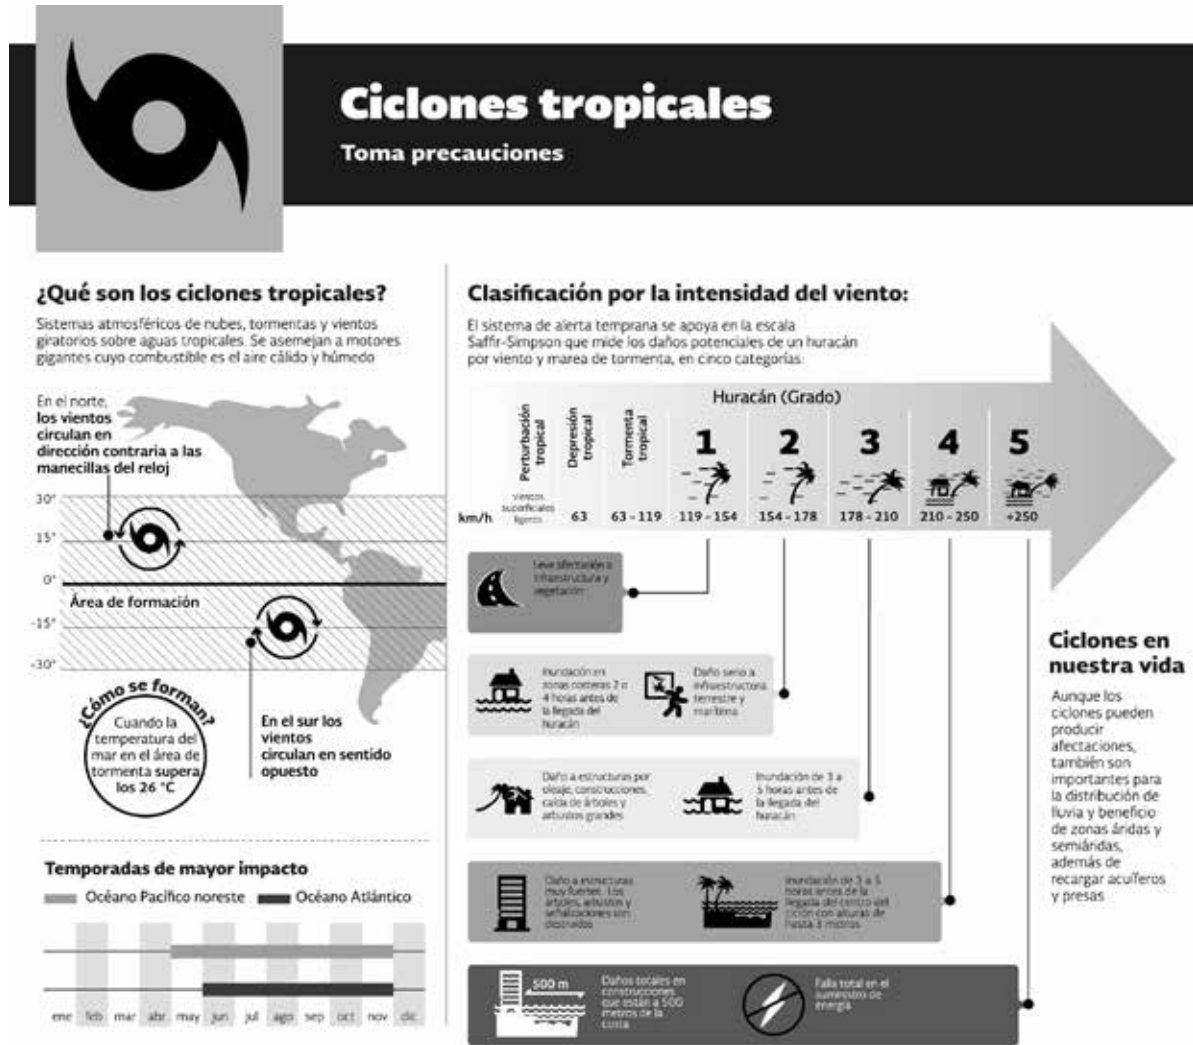 Ciclones tropicales
Toma precauciones
¿Qué son los ciclones tropicales?
Sistemas atmosféricos de nubes, tormentas y vientos
giratorios sobre aguas tropicales. Se asemejan a motores
gigantes cuyo combustible es el aire cálido y húmedo
En el norte,
los vientos
circulan en
dirección contraria a las
manecillas del reloj
30°
15°
0°
Área de formación
-15°
-30°
¿Cómo se forman?
Cuando la
temperatura del
mar en el área de
tormenta supera
los 26 °C
En el sur los
vientos
circulan en sentido
opuesto
Temporadas de mayor impacto
Océano Pacífico noreste
Océano Atlántico
ene feb mar abr may jun jul ago sep oct nov dic
Clasificación por la intensidad del viento:
El sistema de alerta temprana se apoya en la escala
Saffir-Simpson que mide los daños potenciales de un huracán
por viento y marea de tormenta, en cinco categorías:
Huracán (Grado)
Perturbación
tropical
Depresión
tropical
Tormenta
tropical
1 2 3 4 5
vientos
superficiales
ligeros
km/h 63 63 - 119 119 - 154 154 - 178 178 - 210 210 - 250 +250
Leve afectación a
infraestructura y
vegetación
Inundación en
zonas costeras 2 o
4 horas antes de
la llegada del
huracán
Daño serio a
infraestructura
terrestre y
marítima
Daño a estructuras por
oleaje, construcciones,
caída de árboles y
arbustos grandes
Inundación de 3 a
5 horas antes de
la llegada del
huracán
Daño a estructuras
muy fuertes. Los
árboles, arbustos y
señalizaciones son
destruidos
Inundación de 3 a 5
horas antes de la
llegada del centro del
ciclón con alturas de
hasta 3 metros
500 m
Daños totales en
construcciones
que están a 500
metros de la
costa
Falla total en el
suministro de
energía
Ciclones en
nuestra vida
Aunque los
ciclones pueden
producir
afectaciones,
también son
importantes para
la distribución de
lluvia y beneficio
de zonas áridas y
semiáridas,
además de
recargar acuíferos
y presas